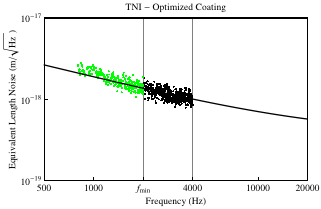 TNI − Optimized Coating
Equivalent Length Noise (m/√Hz )
10^-17
10^-18
10^-19
500 1000 f_min 4000 10000 20000
Frequency (Hz)